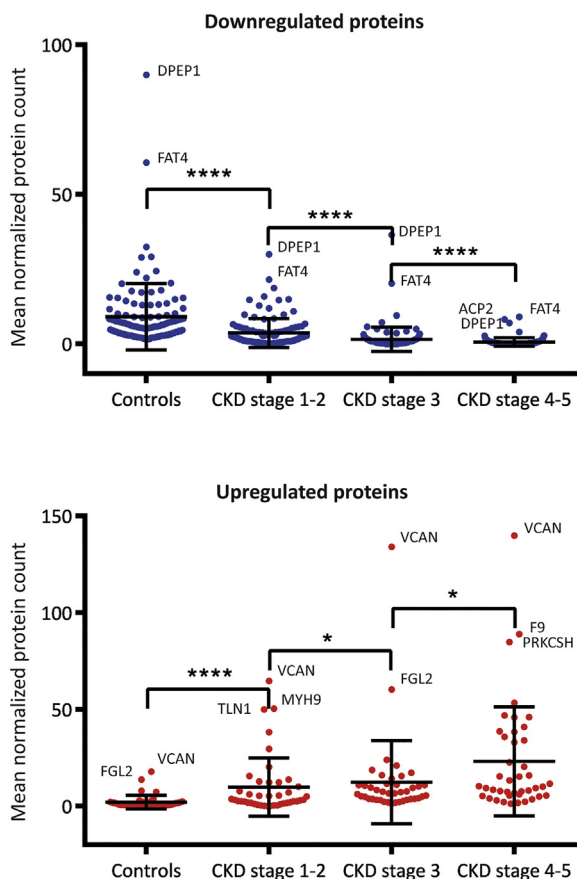 Downregulated proteins
Mean normalized protein count
100
50
0
DPEP1
FAT4
****
DPEP1
FAT4
****
DPEP1
FAT4
****
ACP2
DPEP1
FAT4
Controls
CKD stage 1-2
CKD stage 3
CKD stage 4-5
Upregulated proteins
Mean normalized protein count
150
100
50
0
FGL2
VCAN
****
VCAN
TLN1
MYH9
*
VCAN
FGL2
*
VCAN
F9
PRKCSH
Controls
CKD stage 1-2
CKD stage 3
CKD stage 4-5